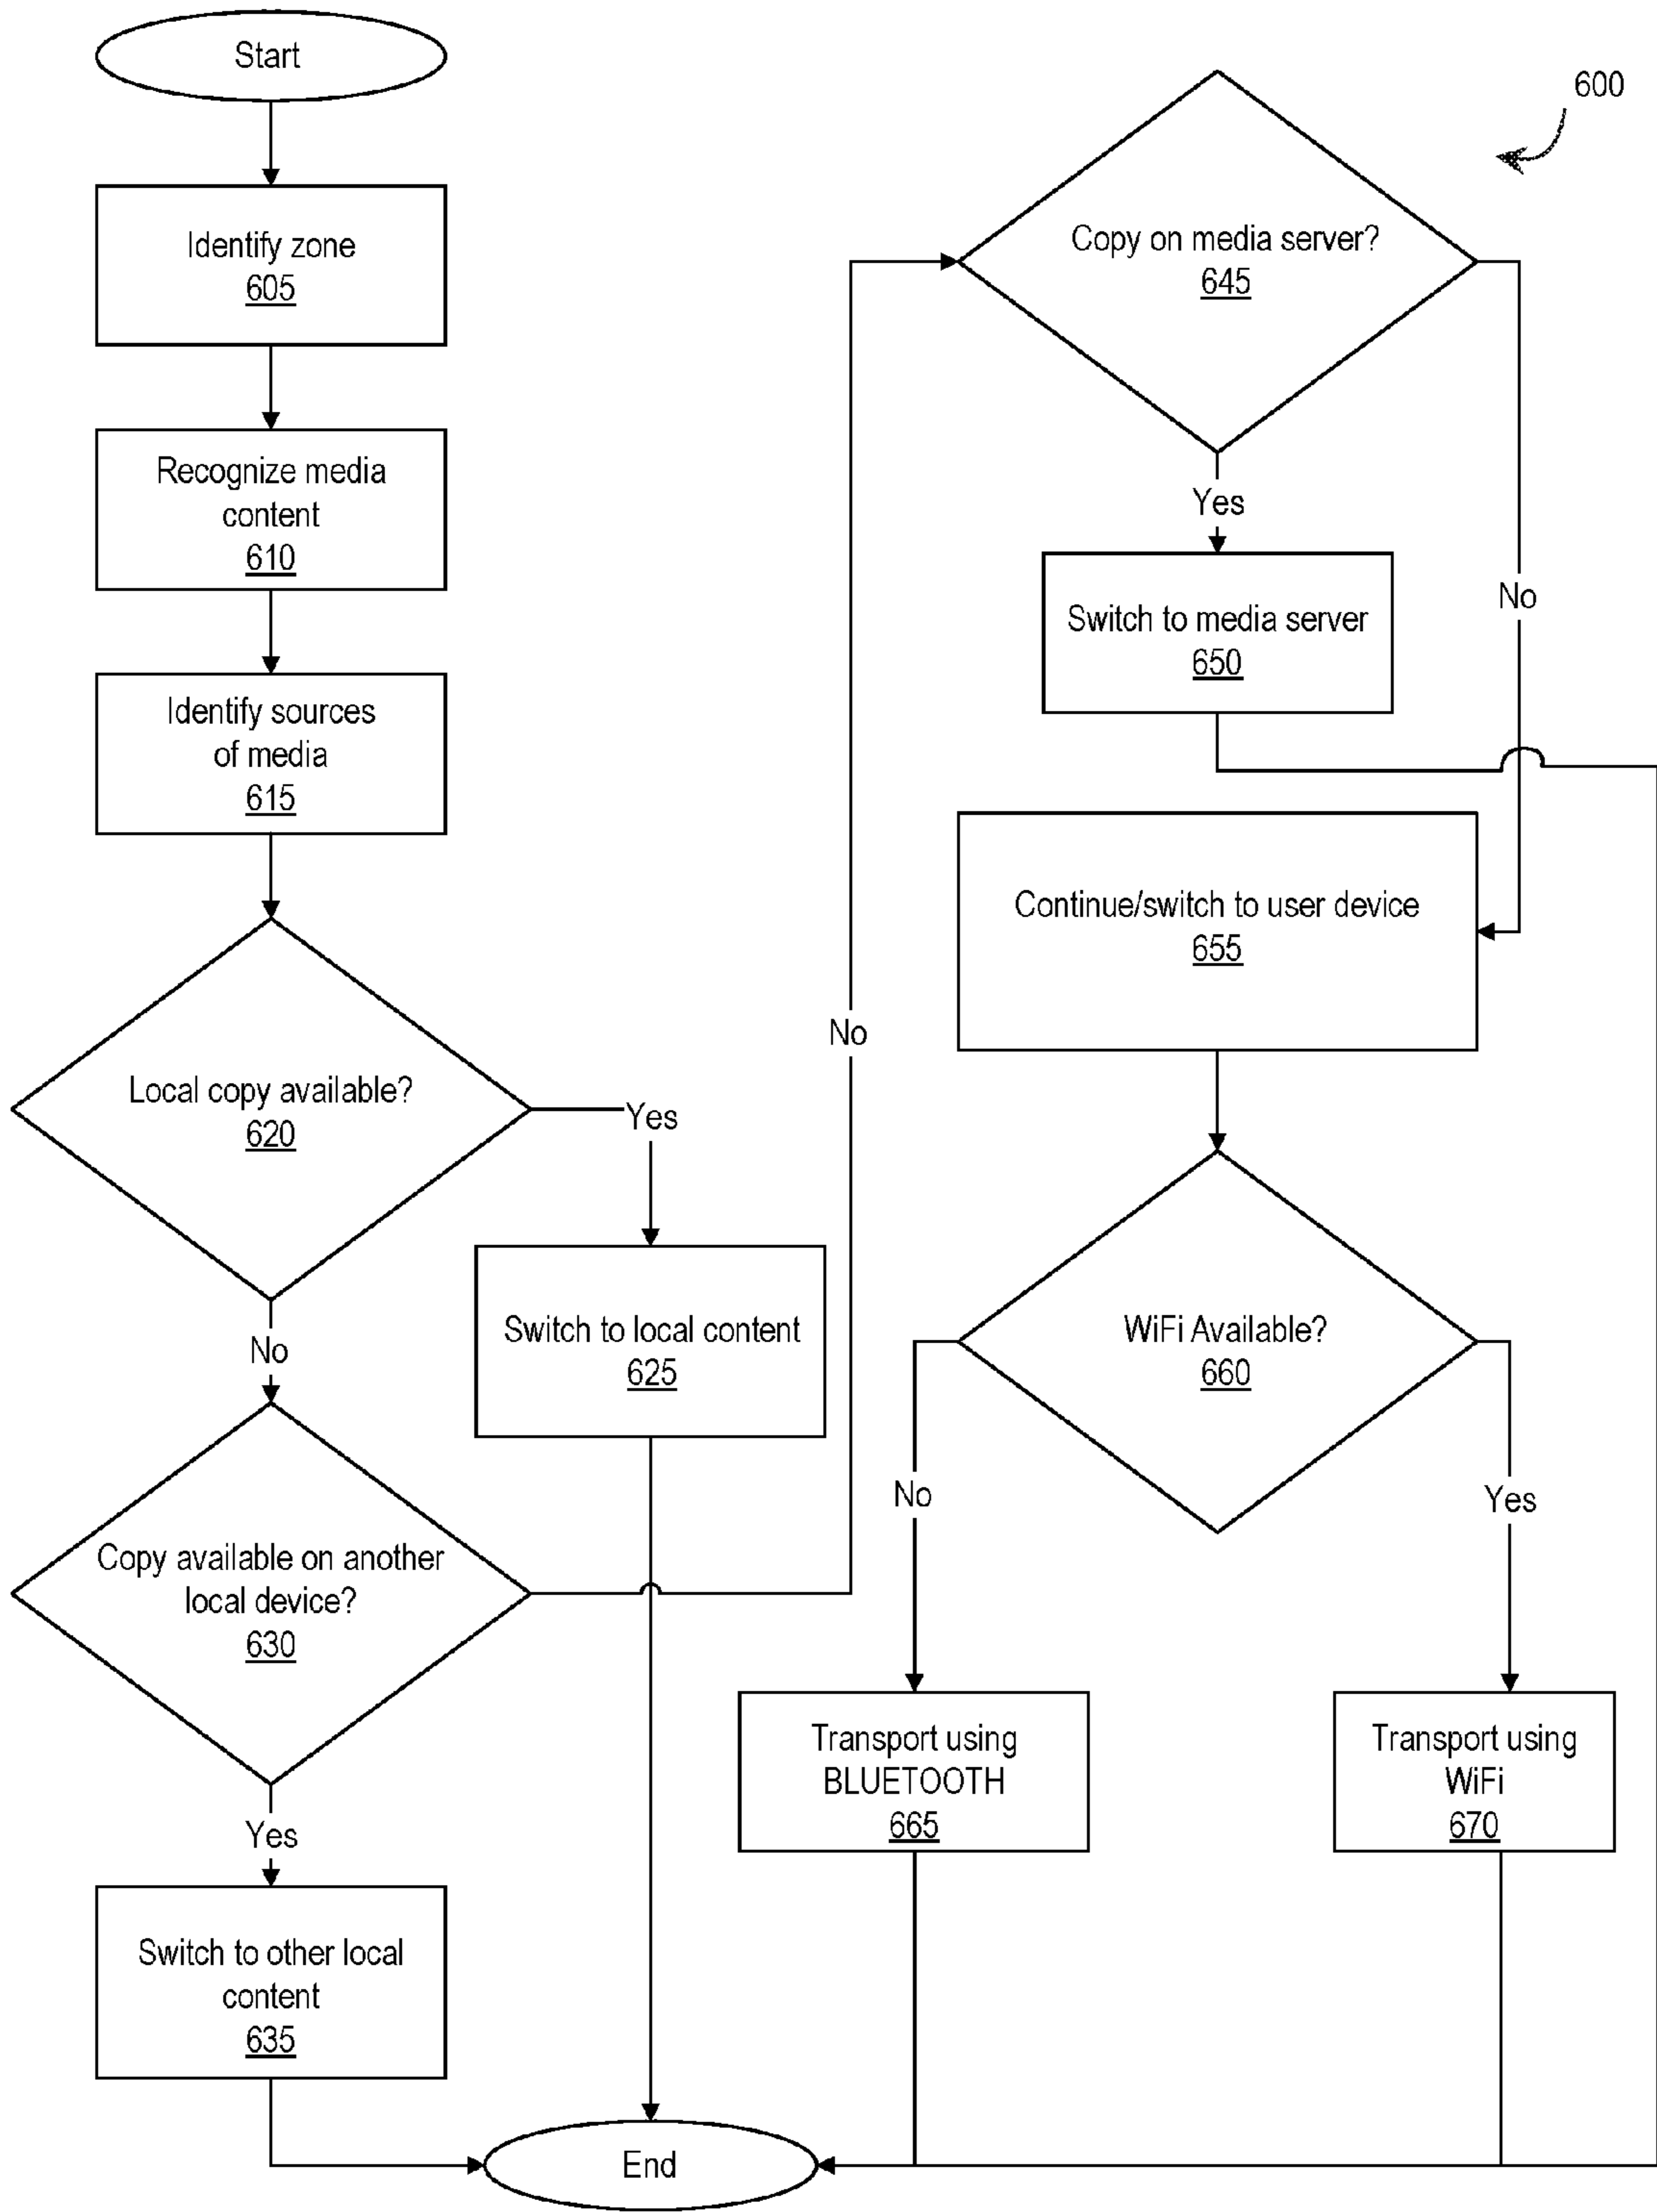 Start
Identify zone
605
Recognize media
content
610
Identify sources
of media
615
Local copy available?
620
Yes
No
Switch to local content
625
Copy available on another
local device?
630
No
Yes
Switch to other local
content
635
End
600
Copy on media server?
645
Yes
No
Switch to media server
650
Continue/switch to user device
655
WiFi Available?
660
No
Yes
Transport using
BLUETOOTH
665
Transport using
WiFi
670